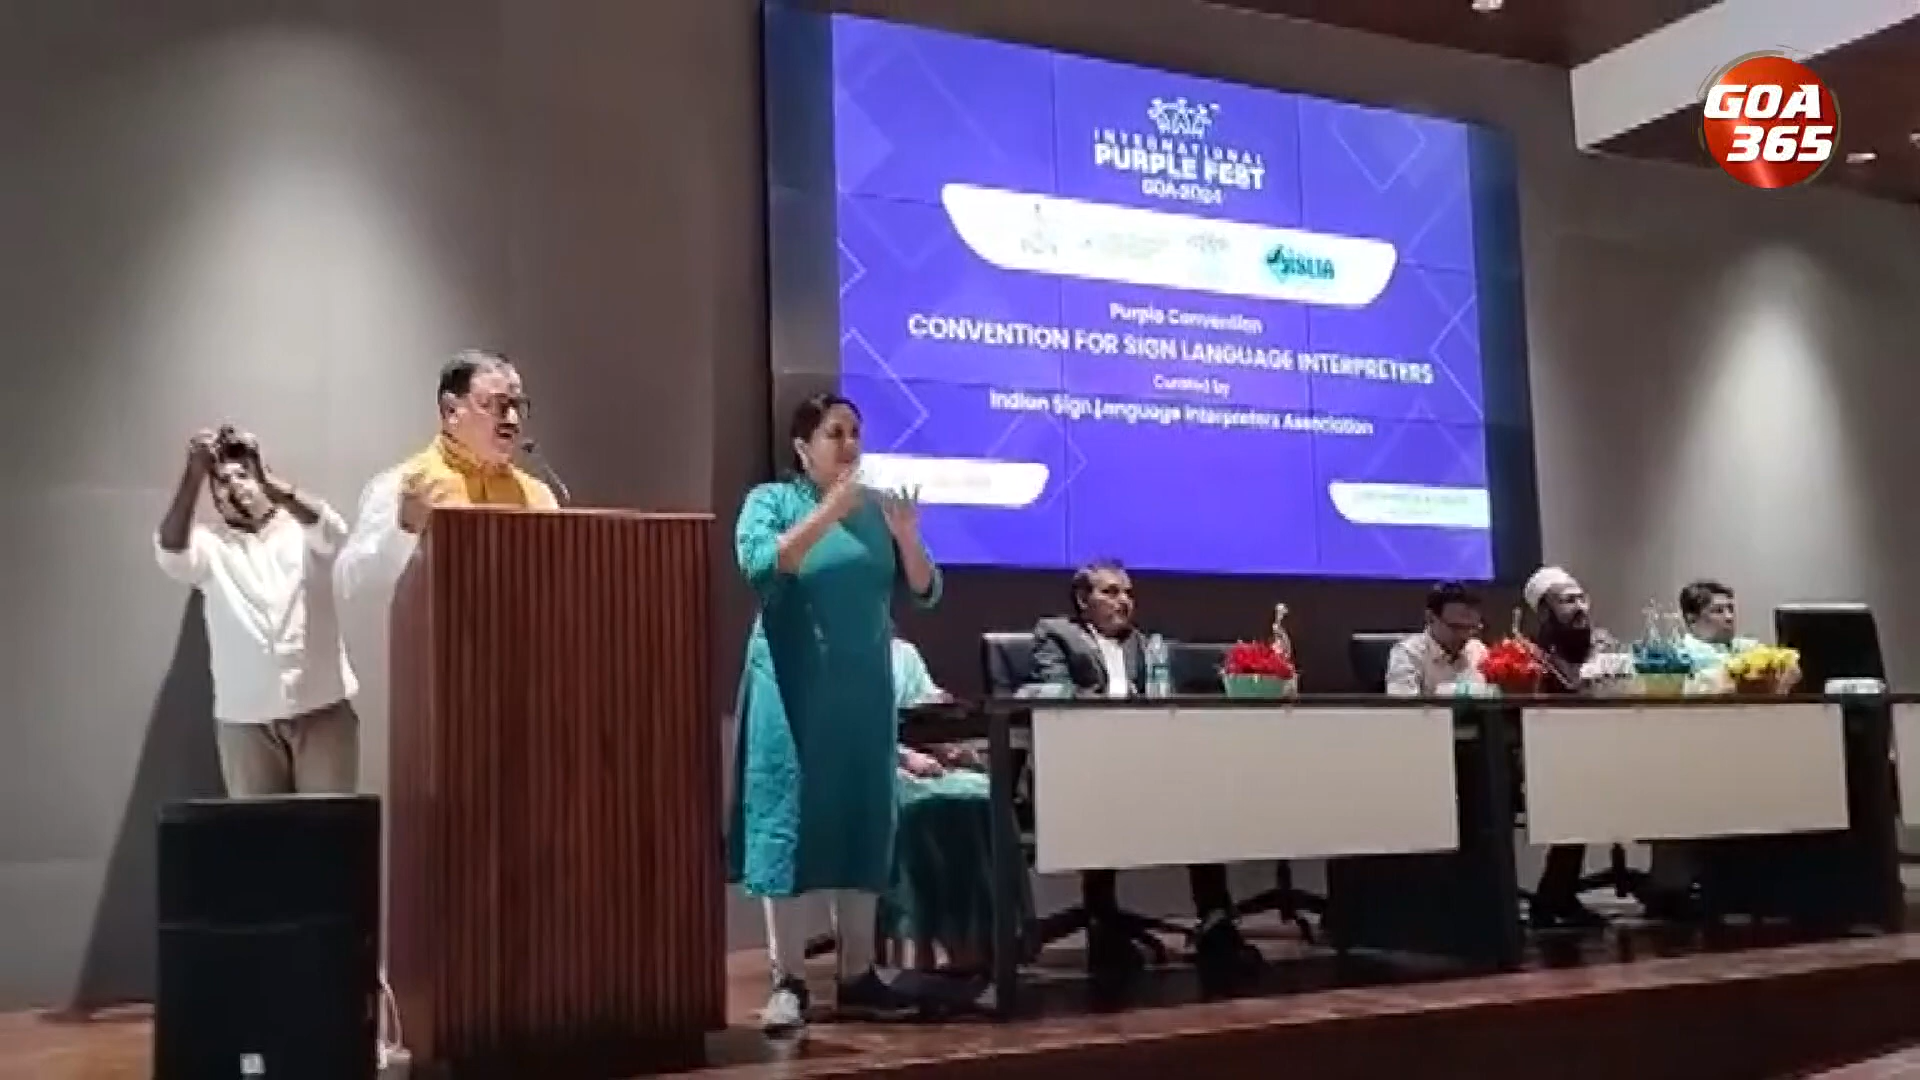 GOA
365
INTERNATIONAL
PURPLE FEST
GOA-2024
ISLIA
Purple Convention
CONVENTION FOR SIGN LANGUAGE INTERPRETERS
Curated by
Indian Sign Language Interpreters Association